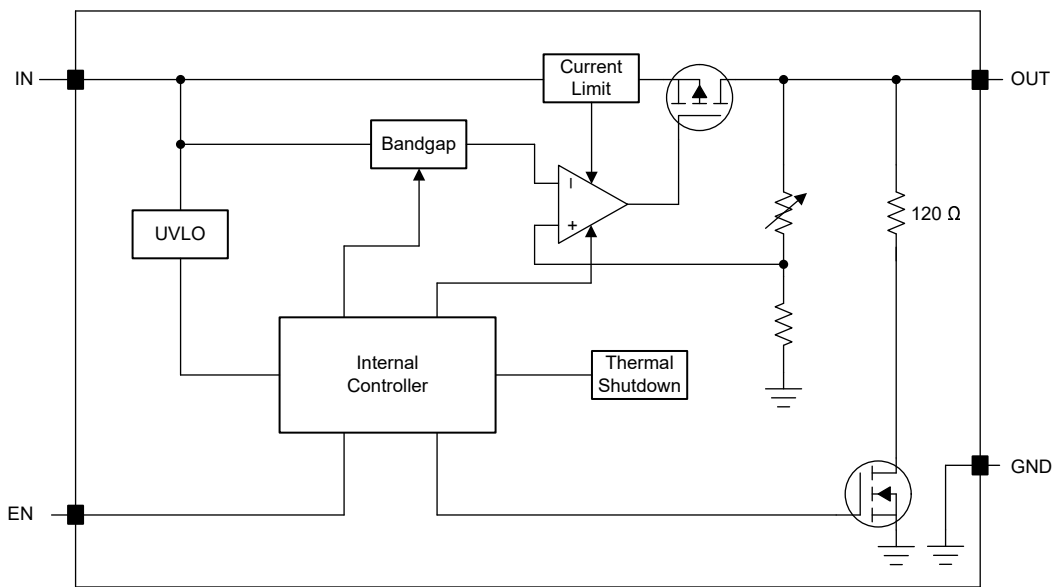 IN
Current
Limit
OUT
Bandgap
–
+
UVLO
120 Ω
Internal
Controller
Thermal
Shutdown
GND
EN